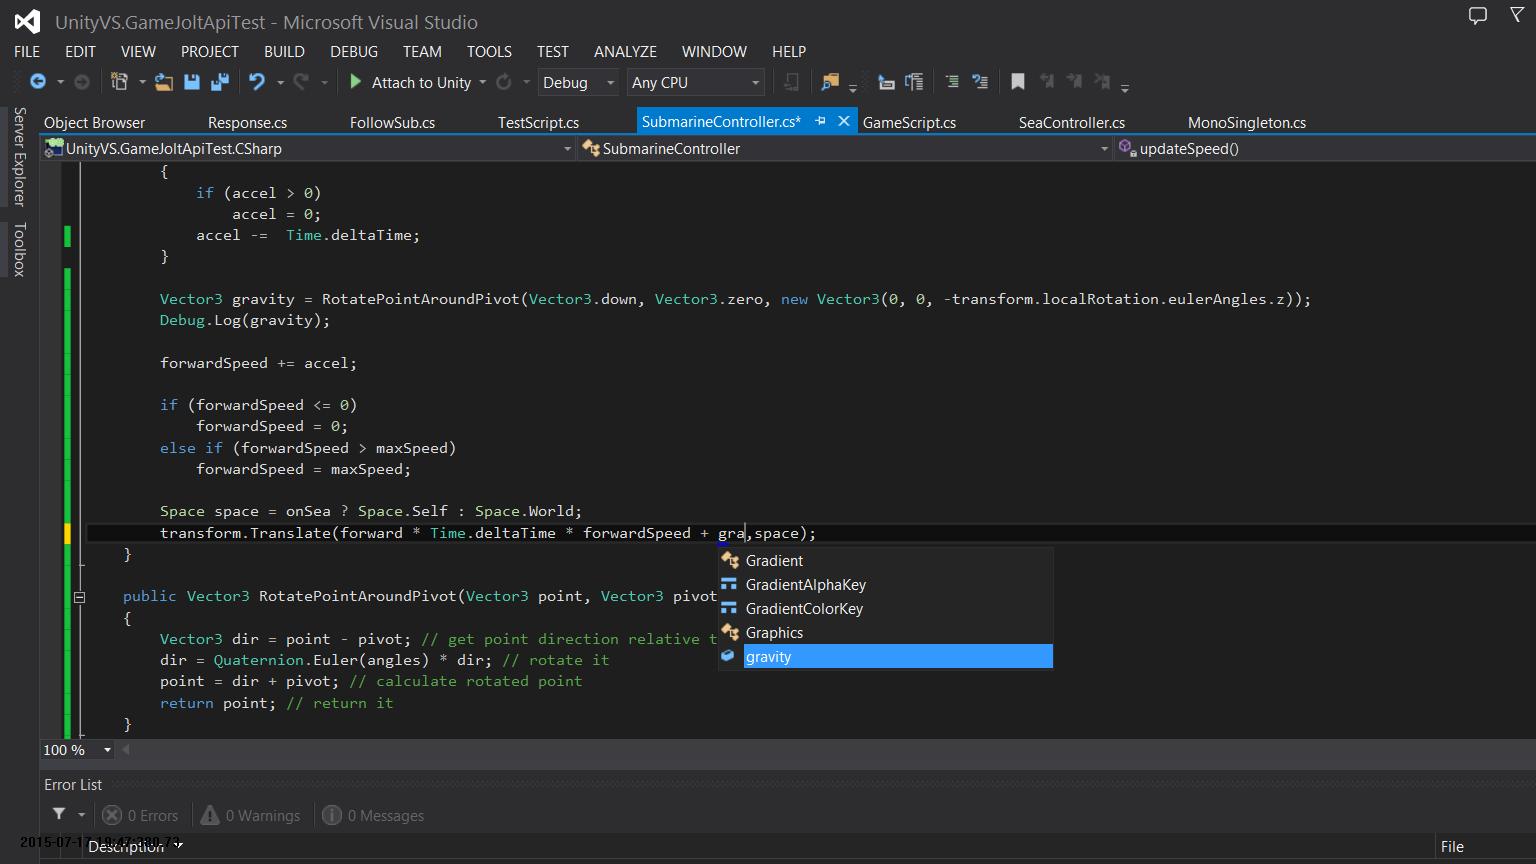 UnityVS.GameJoltApiTest - Microsoft Visual Studio
FILE EDIT VIEW PROJECT BUILD DEBUG TEAM TOOLS TEST ANALYZE WINDOW HELP
Attach to Unity Debug Any CPU
Server Explorer
Toolbox
Object Browser Response.cs FollowSub.cs TestScript.cs SubmarineController.cs* GameScript.cs SeaController.cs MonoSingleton.cs
UnityVS.GameJoltApiTest.CSharp SubmarineController updateSpeed()
{
if (accel > 0)
accel = 0;
accel -= Time.deltaTime;
}
Vector3 gravity = RotatePointAroundPivot(Vector3.down, Vector3.zero, new Vector3(0, 0, -transform.localRotation.eulerAngles.z));
Debug.Log(gravity);
forwardSpeed += accel;
if (forwardSpeed <= 0)
forwardSpeed = 0;
else if (forwardSpeed > maxSpeed)
forwardSpeed = maxSpeed;
Space space = onSea ? Space.Self : Space.World;
transform.Translate(forward * Time.deltaTime * forwardSpeed + gra,space);
}
Gradient
GradientAlphaKey
GradientColorKey
Graphics
gravity
public Vector3 RotatePointAroundPivot(Vector3 point, Vector3 pivot
{
Vector3 dir = point - pivot; // get point direction relative t
dir = Quaternion.Euler(angles) * dir; // rotate it
point = dir + pivot; // calculate rotated point
return point; // return it
}
100 %
Error List
0 Errors 0 Warnings 0 Messages
Description File